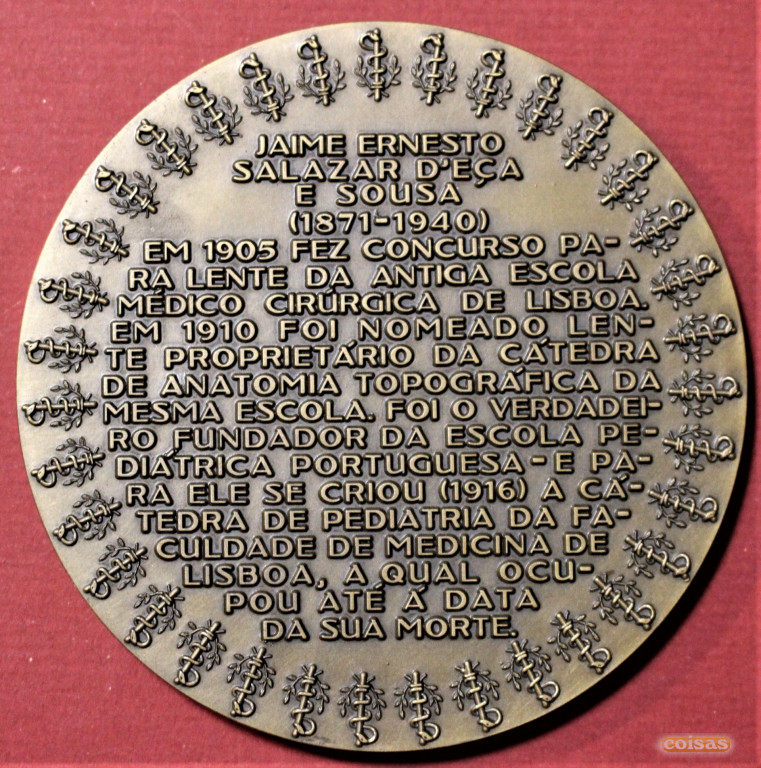 JAIME ERNESTO
SALAZAR D'EÇA
E SOUSA
(1871-1940)
EM 1905 FEZ CONCURSO PA-
RA LENTE DA ANTIGA ESCOLA
MÉDICO CIRÚRGICA DE LISBOA.
EM 1910 FOI NOMEADO LEN-
TE PROPRIETÁRIO DA CÁTEDRA
DE ANATOMIA TOPOGRÁFICA DA
MESMA ESCOLA. FOI O VERDADEI-
RO FUNDADOR DA ESCOLA PE-
DIÁTRICA PORTUGUESA - E PA-
RA ELE SE CRIOU (1916) A CÁ-
TEDRA DE PEDIATRIA DA FA-
CULDADE DE MEDICINA DE
LISBOA, A QUAL OCU-
POU ATÉ Á DATA
DA SUA MORTE.
coisas